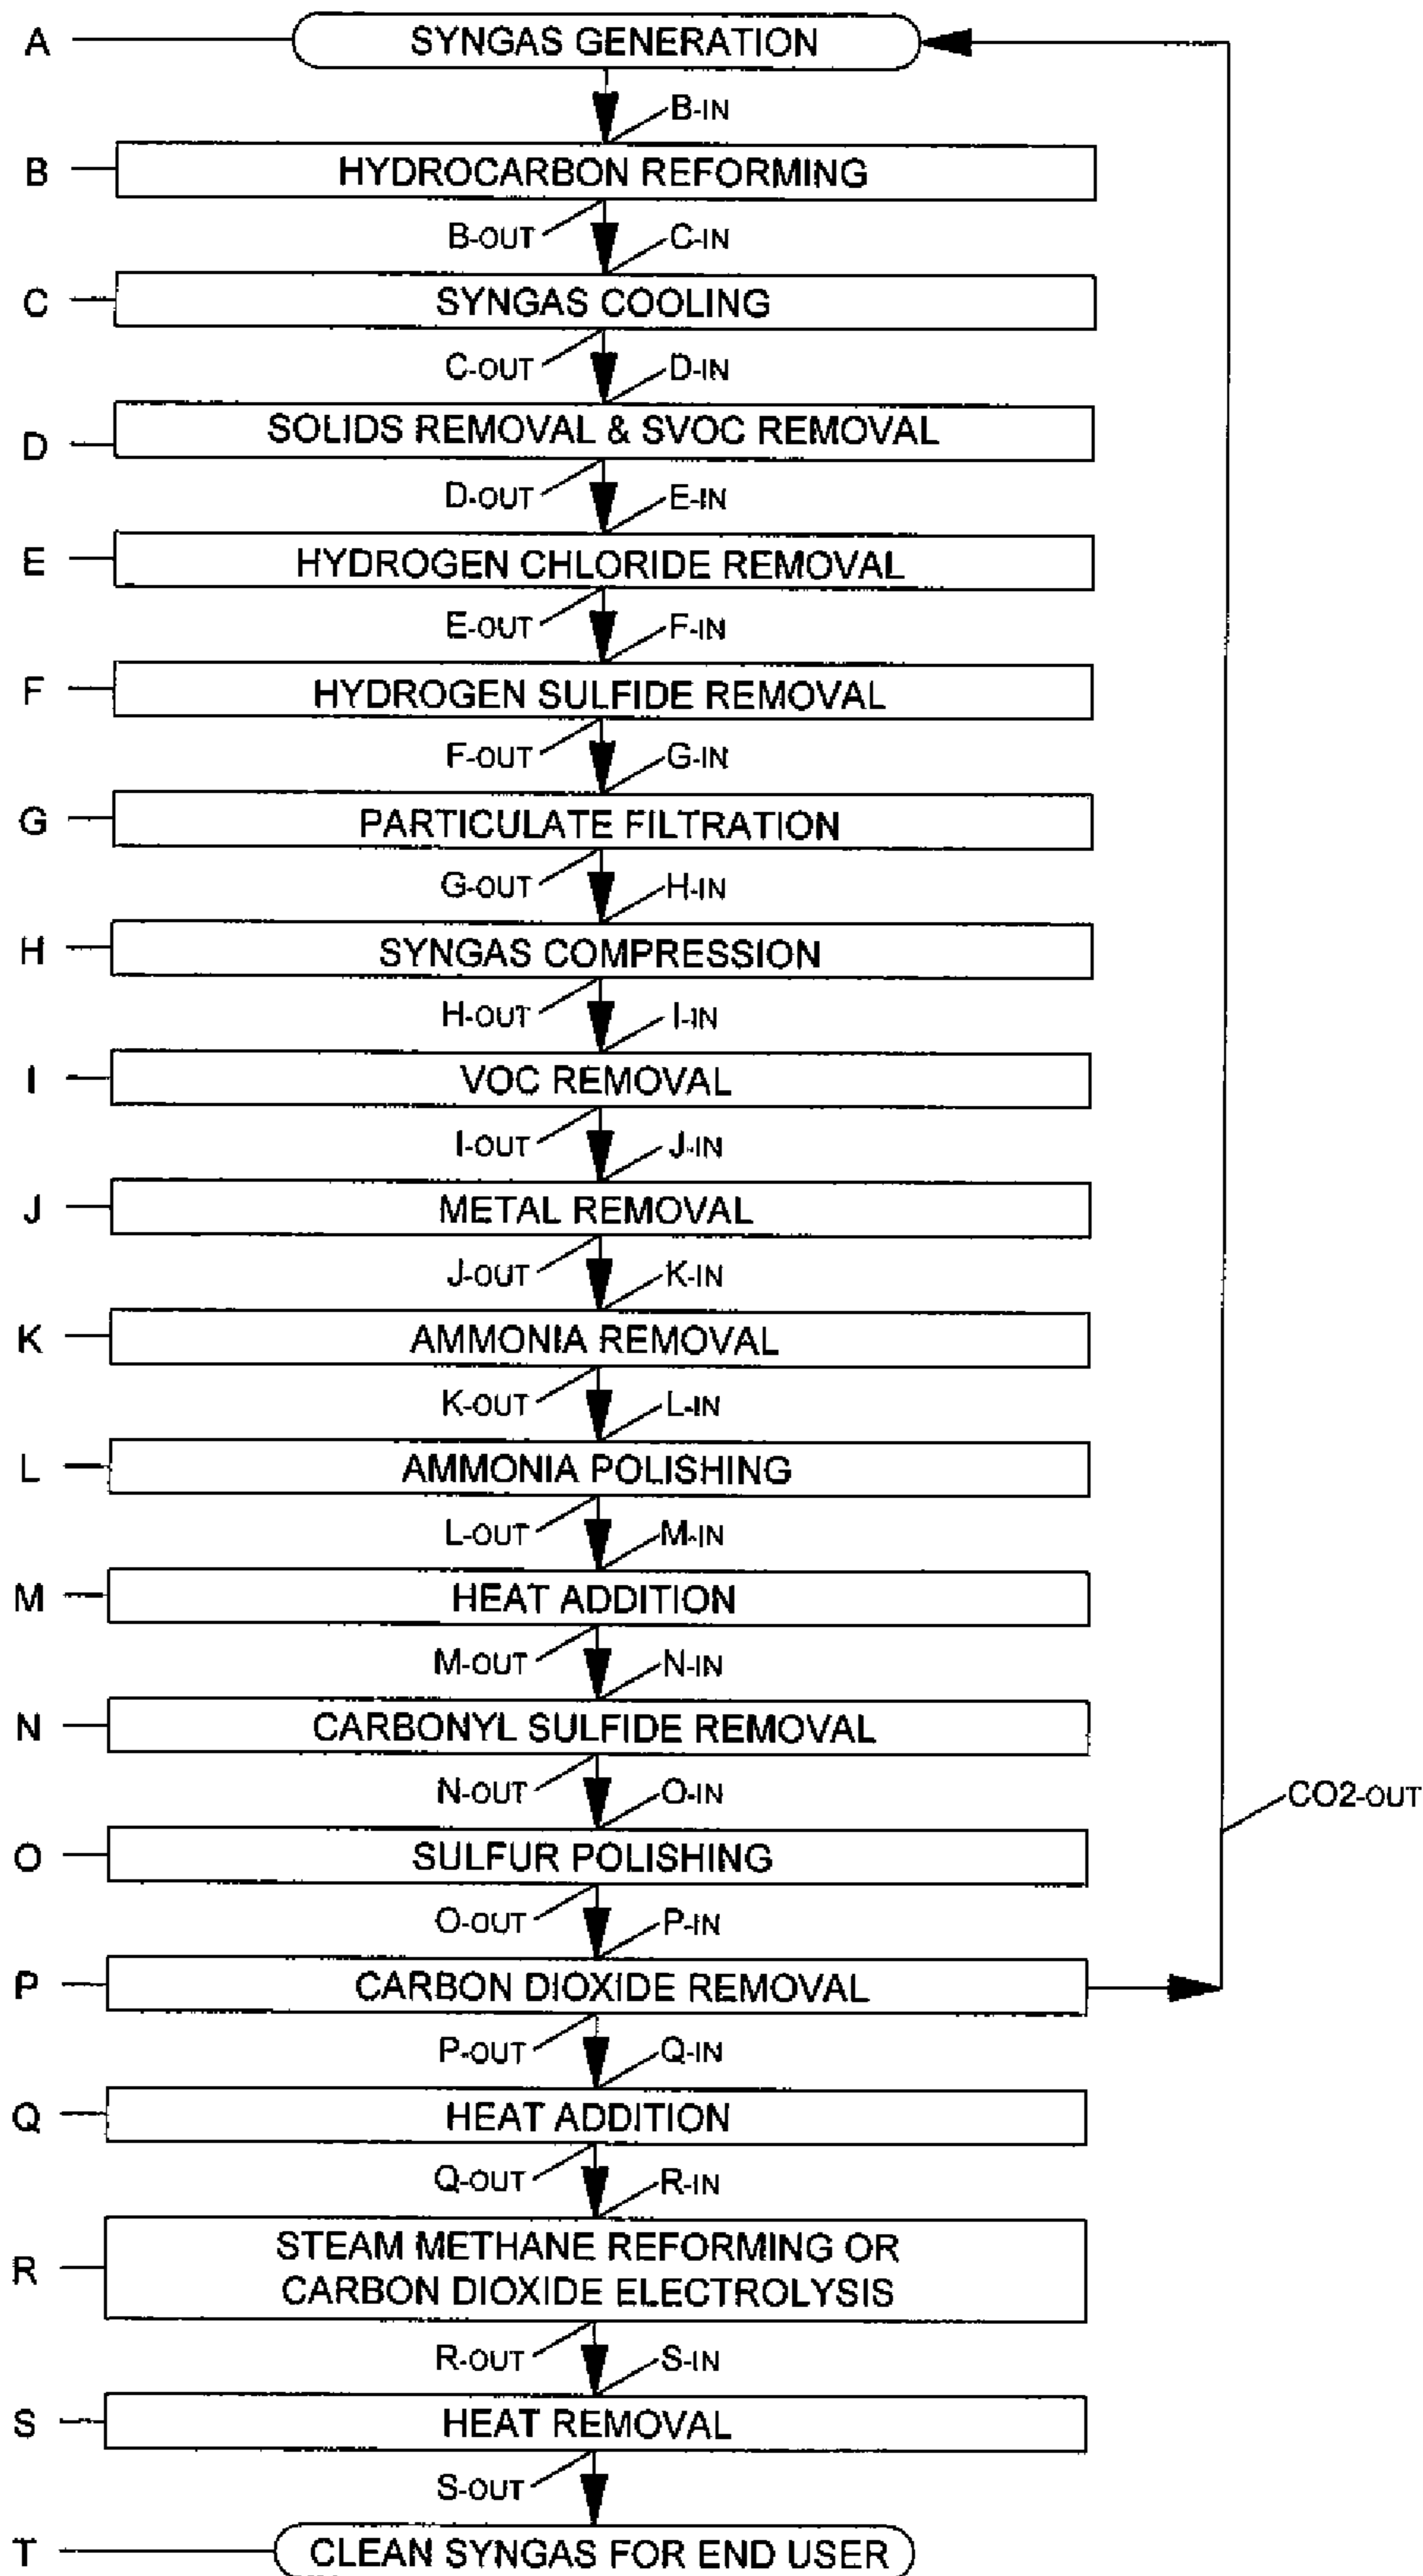 A SYNGAS GENERATION
B-IN
B HYDROCARBON REFORMING
B-OUT C-IN
C SYNGAS COOLING
C-OUT D-IN
D SOLIDS REMOVAL & SVOC REMOVAL
D-OUT E-IN
E HYDROGEN CHLORIDE REMOVAL
E-OUT F-IN
F HYDROGEN SULFIDE REMOVAL
F-OUT G-IN
G PARTICULATE FILTRATION
G-OUT H-IN
H SYNGAS COMPRESSION
H-OUT I-IN
I VOC REMOVAL
I-OUT J-IN
J METAL REMOVAL
J-OUT K-IN
K AMMONIA REMOVAL
K-OUT L-IN
L AMMONIA POLISHING
L-OUT M-IN
M HEAT ADDITION
M-OUT N-IN
N CARBONYL SULFIDE REMOVAL
N-OUT O-IN CO2-OUT
O SULFUR POLISHING
O-OUT P-IN
P CARBON DIOXIDE REMOVAL
P-OUT Q-IN
Q HEAT ADDITION
Q-OUT R-IN
R STEAM METHANE REFORMING OR
CARBON DIOXIDE ELECTROLYSIS
R-OUT S-IN
S HEAT REMOVAL
S-OUT
T CLEAN SYNGAS FOR END USER